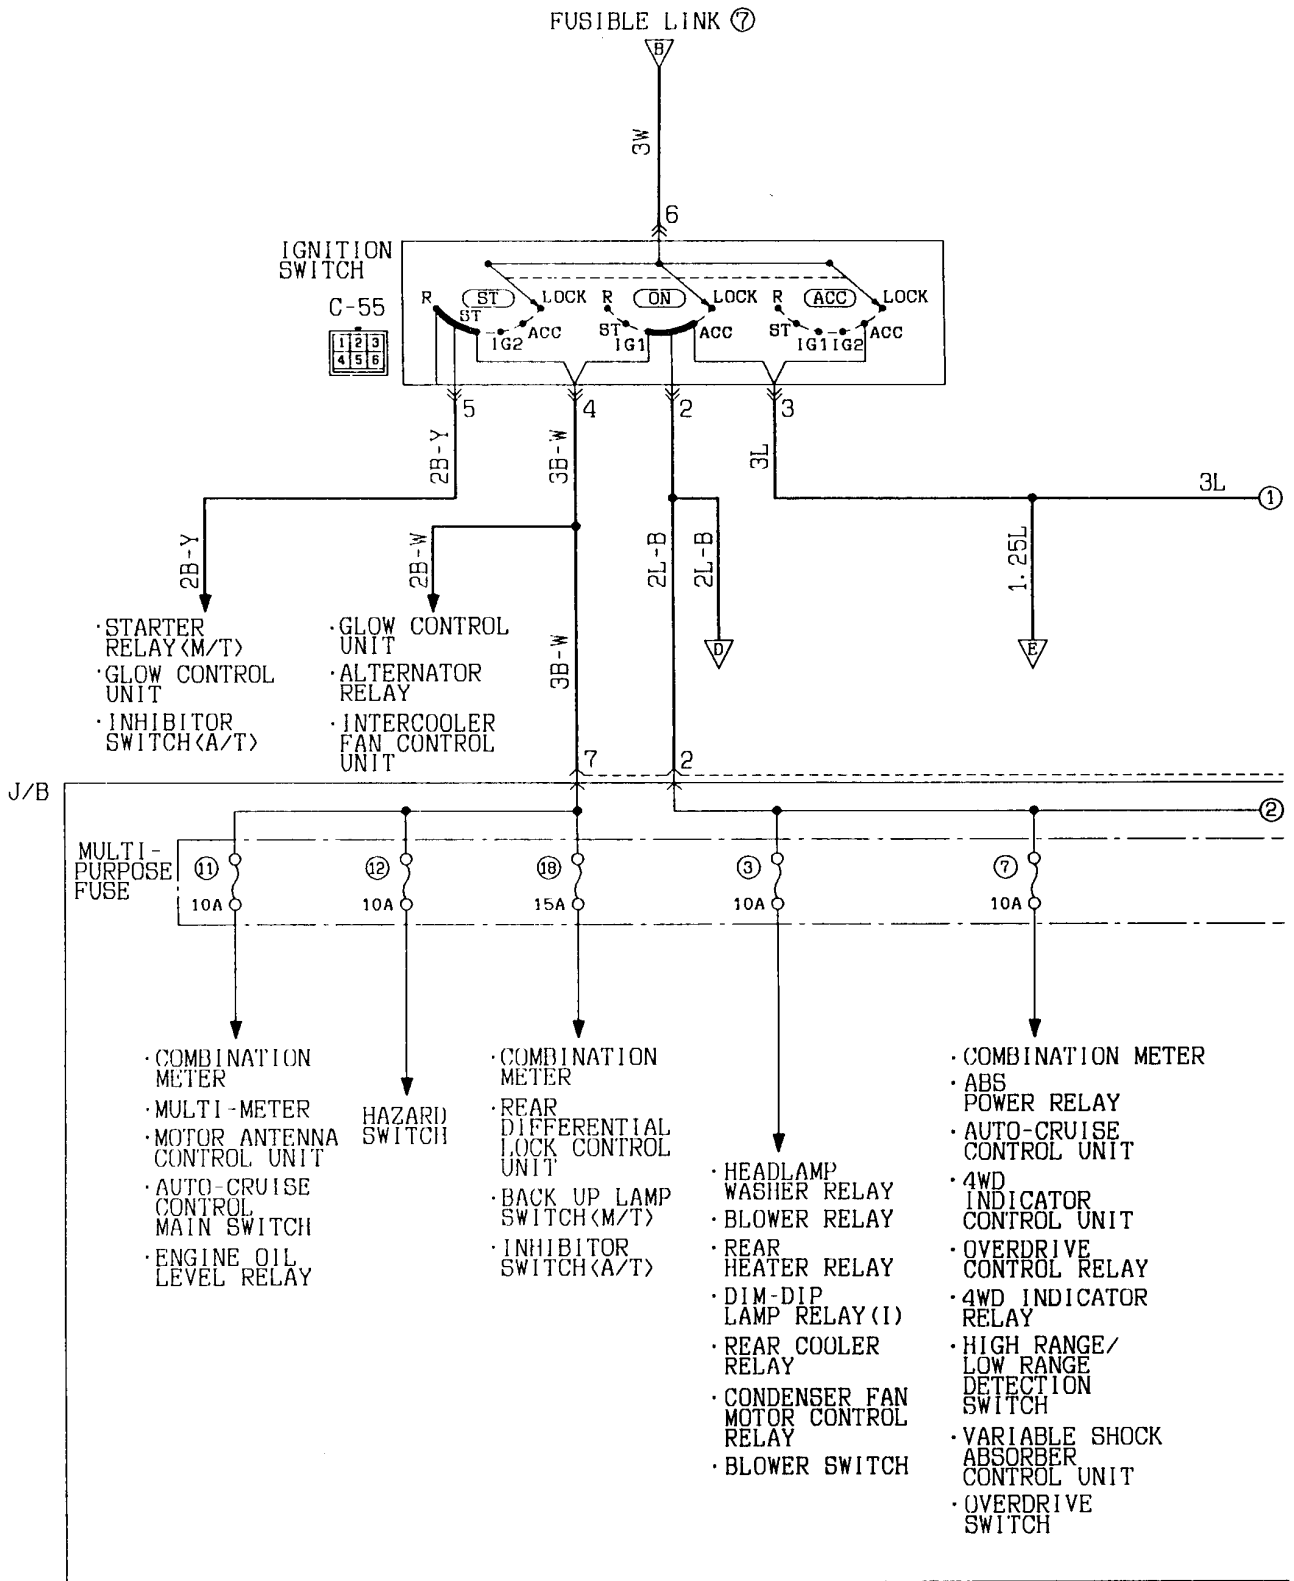 FUSIBLE LINK ⑦
B
3W
6
IGNITION
SWITCH
C-55
1 2 3
4 5 6
R
ST
ST
IG2
ACC
LOCK
R
ON
ST
IG1
ACC
LOCK
R
ACC
ST
IG1 IG2
ACC
LOCK
5
4
2
3
2B-Y
3B-W
3L
3L
①
2B-Y
2B-W
2L-B
2L-B
1.25L
3B-W
D
E
·STARTER
RELAY<M/T>
·GLOW CONTROL
UNIT
·INHIBITOR
SWITCH<A/T>
·GLOW CONTROL
UNIT
·ALTERNATOR
RELAY
·INTERCOOLER
FAN CONTROL
UNIT
7
2
J/B
②
MULTI-
PURPOSE
FUSE
⑪
10A
⑫
10A
⑱
15A
③
10A
⑦
10A
·COMBINATION
METER
·MULTI-METER
·MOTOR ANTENNA
CONTROL UNIT
·AUTO-CRUISE
CONTROL
MAIN SWITCH
·ENGINE OIL
LEVEL RELAY
HAZARD
SWITCH
·COMBINATION
METER
·REAR
DIFFERENTIAL
LOCK CONTROL
UNIT
·BACK UP LAMP
SWITCH<M/T>
·INHIBITOR
SWITCH<A/T>
·HEADLAMP
WASHER RELAY
·BLOWER RELAY
·REAR
HEATER RELAY
·DIM-DIP
LAMP RELAY(I)
·REAR COOLER
RELAY
·CONDENSER FAN
MOTOR CONTROL
RELAY
·BLOWER SWITCH
·COMBINATION METER
·ABS
POWER RELAY
·AUTO-CRUISE
CONTROL UNIT
·4WD
INDICATOR
CONTROL UNIT
·OVERDRIVE
CONTROL RELAY
·4WD INDICATOR
RELAY
·HIGH RANGE/
LOW RANGE
DETECTION
SWITCH
·VARIABLE SHOCK
ABSORBER
CONTROL UNIT
·OVERDRIVE
SWITCH